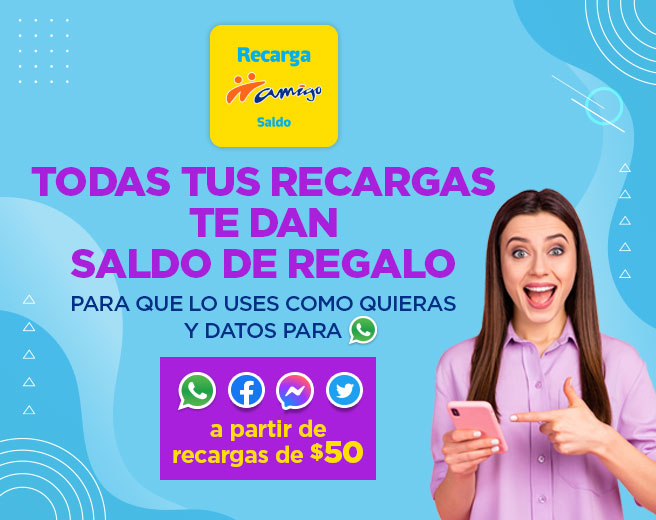 Recarga
amigo
Saldo
TODAS TUS RECARGAS
TE DAN
SALDO DE REGALO
PARA QUE LO USES COMO QUIERAS
Y DATOS PARA
a partir de
recargas de $50